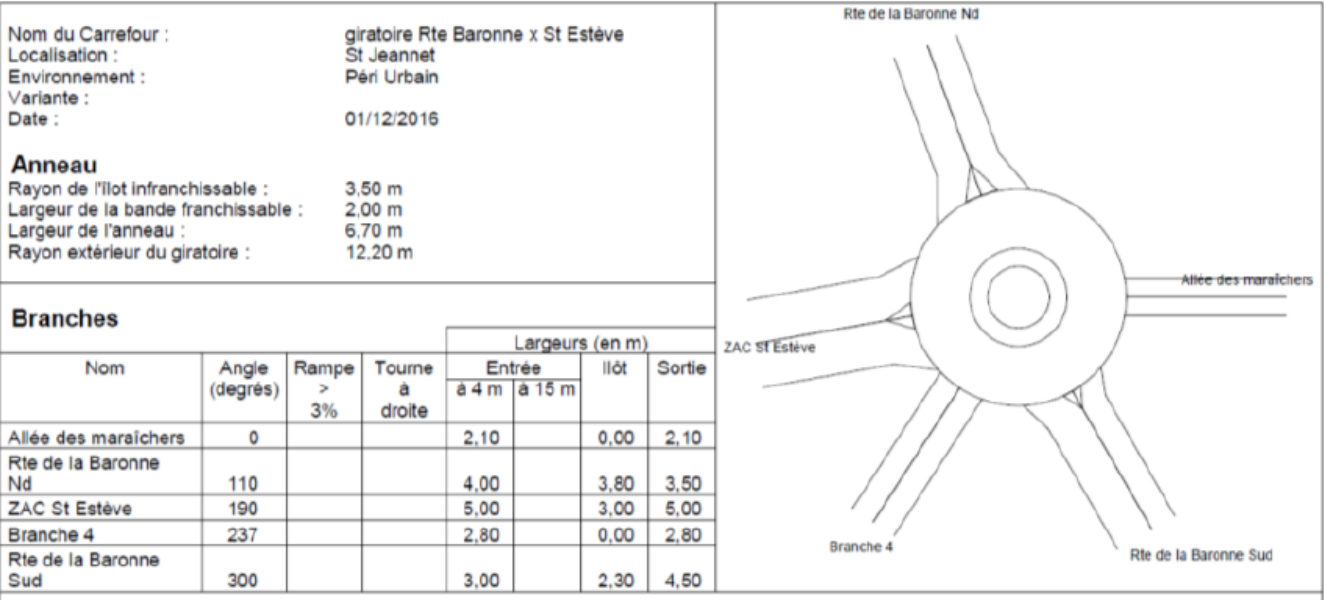 Nom du Carrefour : giratoire Rte Baronne x St Estève
Localisation : St Jeannet
Environnement : Péri Urbain
Variante :
Date : 01/12/2016
Anneau
Rayon de l'îlot infranchissable : 3,50 m
Largeur de la bande franchissable : 2,00 m
Largeur de l'anneau : 6,70 m
Rayon extérieur du giratoire : 12,20 m
Branches
Largeurs (en m)
Nom Angle Rampe Tourne Entrée Ilôt Sortie
(degrés) > à à 4 m à 15 m
3% droite
Allée des maraîchers 0 2,10 0,00 2,10
Rte de la Baronne
Nd 110 4,00 3,80 3,50
ZAC St Estève 190 5,00 3,00 5,00
Branche 4 237 2,80 0,00 2,80
Rte de la Baronne
Sud 300 3,00 2,30 4,50
Rte de la Baronne Nd
Allée des maraîchers
ZAC St Estève
Branche 4
Rte de la Baronne Sud